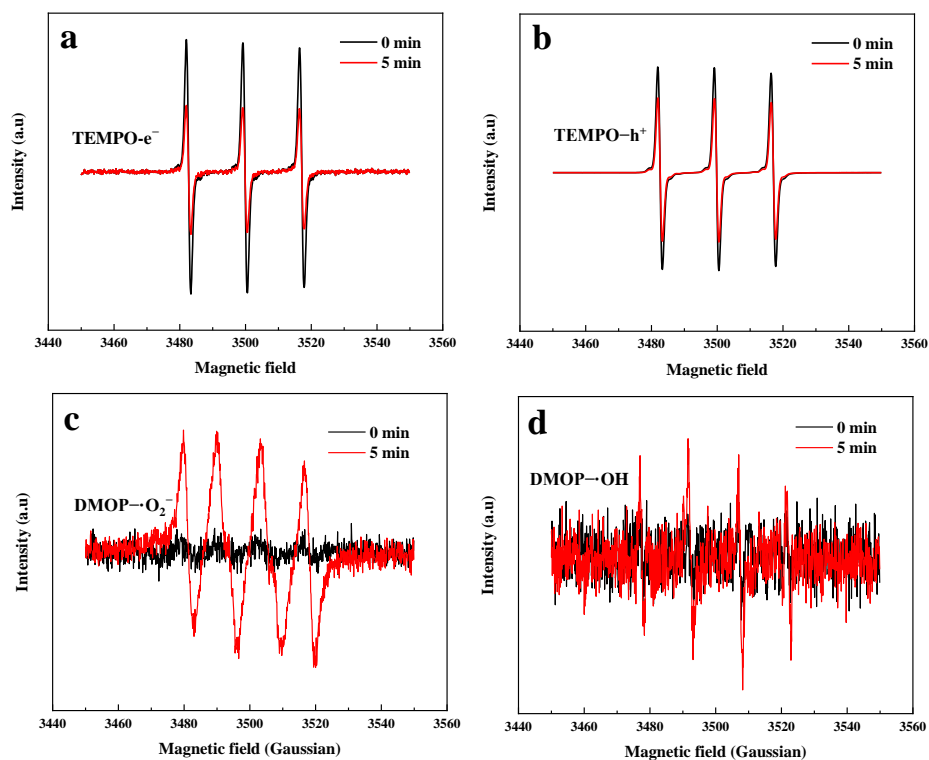 a
0 min
5 min
TEMPO-e⁻
Intensity (a.u)
3440 3460 3480 3500 3520 3540 3560
Magnetic field
b
0 min
5 min
TEMPO−h⁺
Intensity (a.u)
3440 3460 3480 3500 3520 3540 3560
Magnetic field
c
0 min
5 min
DMOP−·O₂⁻
Intensity (a.u)
3440 3460 3480 3500 3520 3540 3560
Magnetic field (Gaussian)
d
0 min
5 min
DMOP−·OH
Intensity (a.u)
3440 3460 3480 3500 3520 3540 3560
Magnetic field (Gaussian)